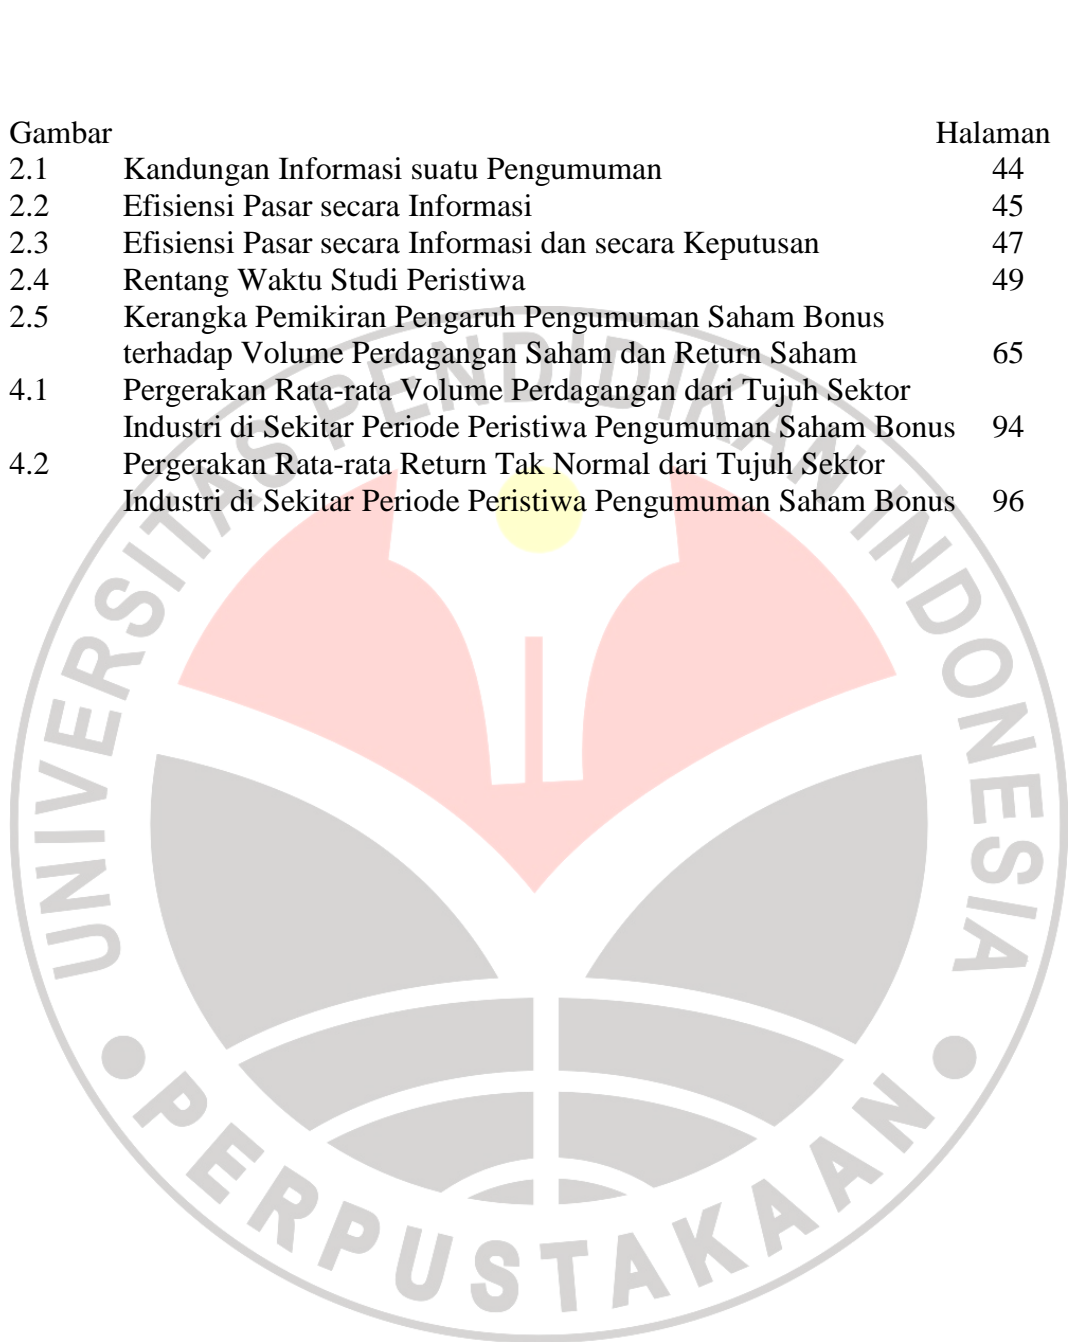 Gambar Halaman
2.1 Kandungan Informasi suatu Pengumuman 44
2.2 Efisiensi Pasar secara Informasi 45
2.3 Efisiensi Pasar secara Informasi dan secara Keputusan 47
2.4 Rentang Waktu Studi Peristiwa 49
2.5 Kerangka Pemikiran Pengaruh Pengumuman Saham Bonus
terhadap Volume Perdagangan Saham dan Return Saham 65
4.1 Pergerakan Rata-rata Volume Perdagangan dari Tujuh Sektor
Industri di Sekitar Periode Peristiwa Pengumuman Saham Bonus 94
4.2 Pergerakan Rata-rata Return Tak Normal dari Tujuh Sektor
Industri di Sekitar Periode Peristiwa Pengumuman Saham Bonus 96
UNIVERSITAS PENDIDIKAN INDONESIA
PERPUSTAKAAN